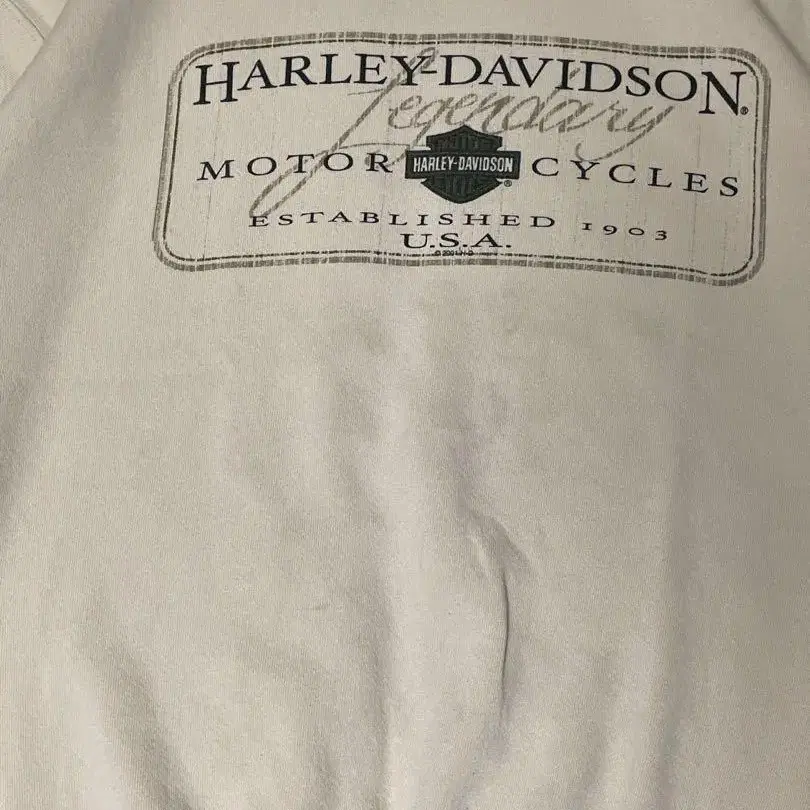 HARLEY-DAVIDSON®
Legendary
MOTOR HARLEY-DAVIDSON® CYCLES
ESTABLISHED 1903
U.S.A.